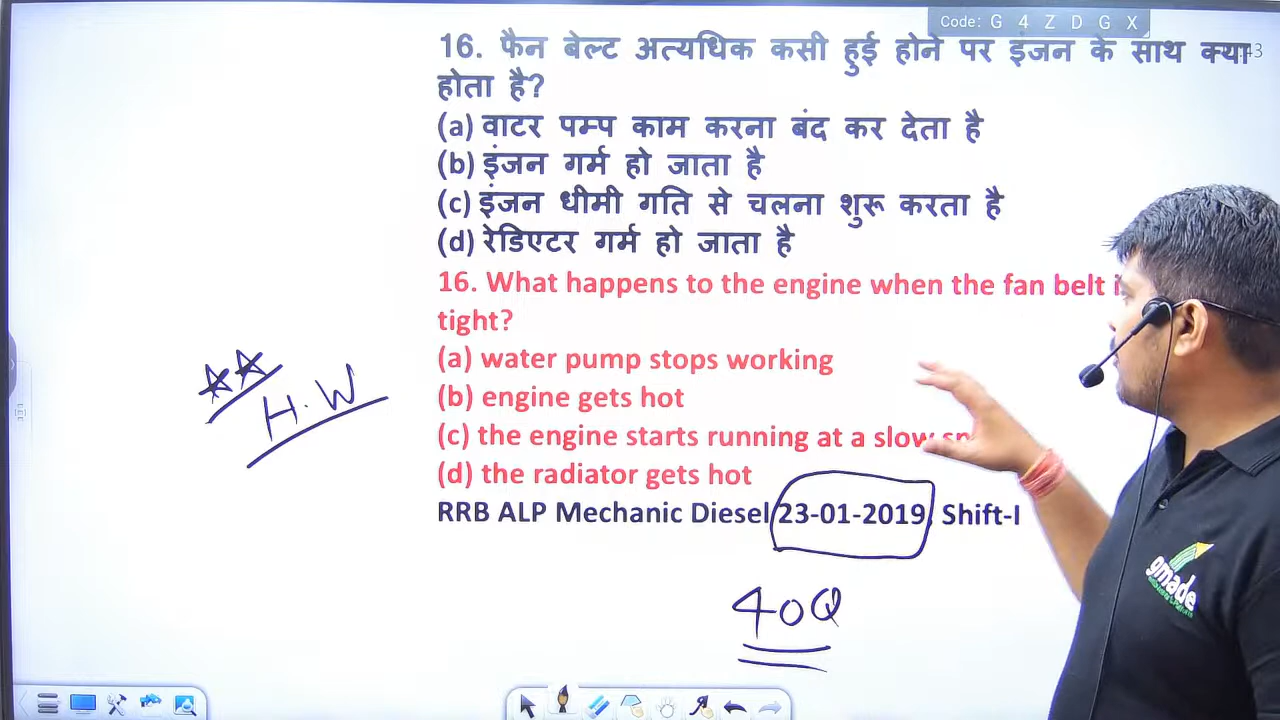 Code: G 4 Z D G X
16. फैन बेल्ट अत्यधिक कसी हुई होने पर इंजन के साथ क्या
होता है?
(a) वाटर पम्प काम करना बंद कर देता है
(b) इंजन गर्म हो जाता है
(c) इंजन धीमी गति से चलना शुरू करता है
(d) रेडिएटर गर्म हो जाता है
16. What happens to the engine when the fan belt
tight?
(a) water pump stops working
(b) engine gets hot
(c) the engine starts running at a slow
(d) the radiator gets hot
RRB ALP Mechanic Diesel 23-01-2019, Shift-I
H.W
40Q
gmade